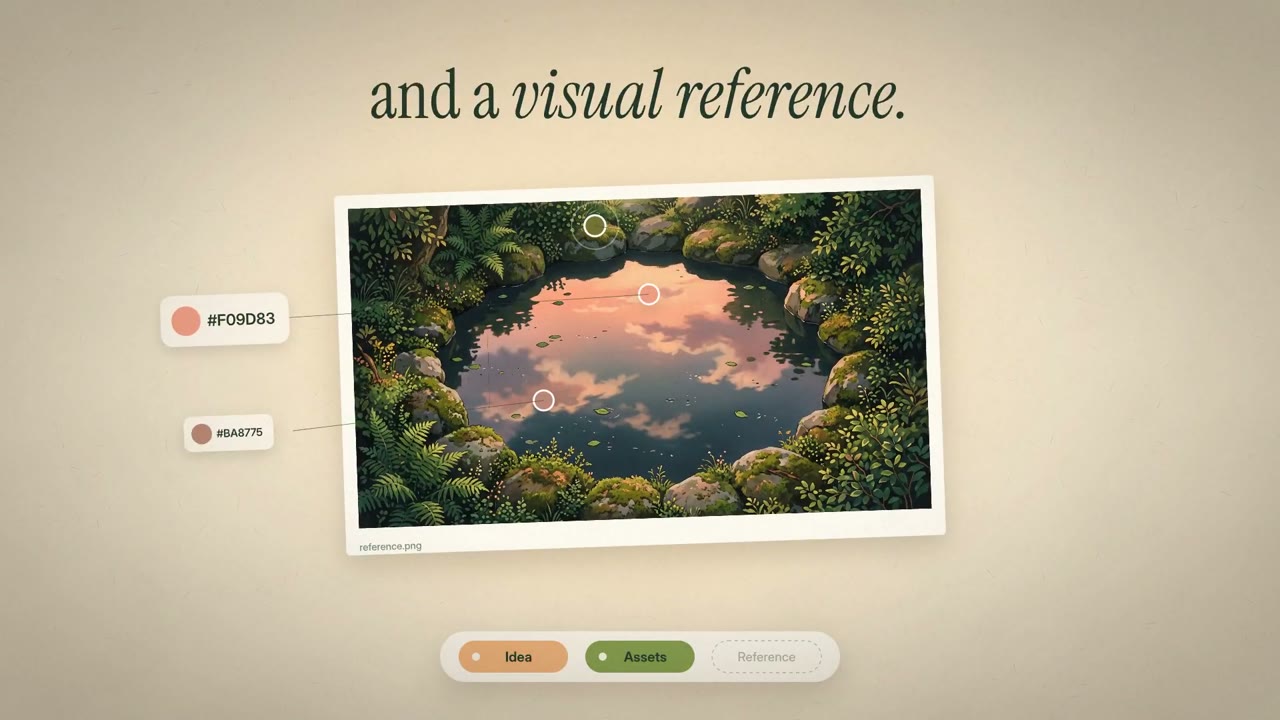 and a visual reference.
#F09D83
#BA8775
reference.png
Idea
Assets
Reference